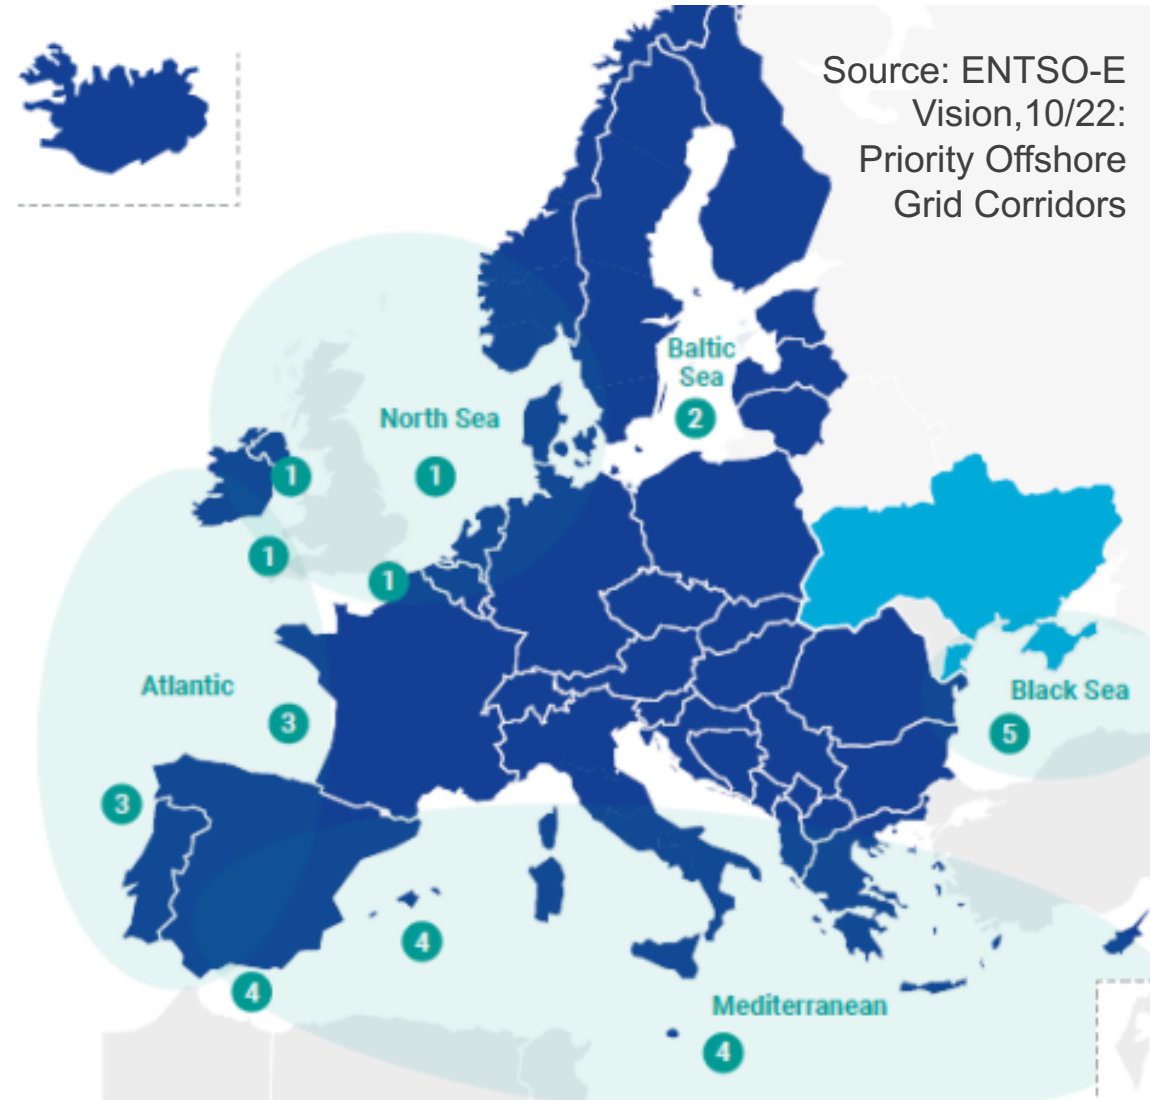 Source: ENTSO-E
Vision,10/22:
Priority Offshore
Grid Corridors
Baltic
Sea
2
North Sea
1
1
1
1
Atlantic
3
3
Black Sea
5
4
4
Mediterranean
4